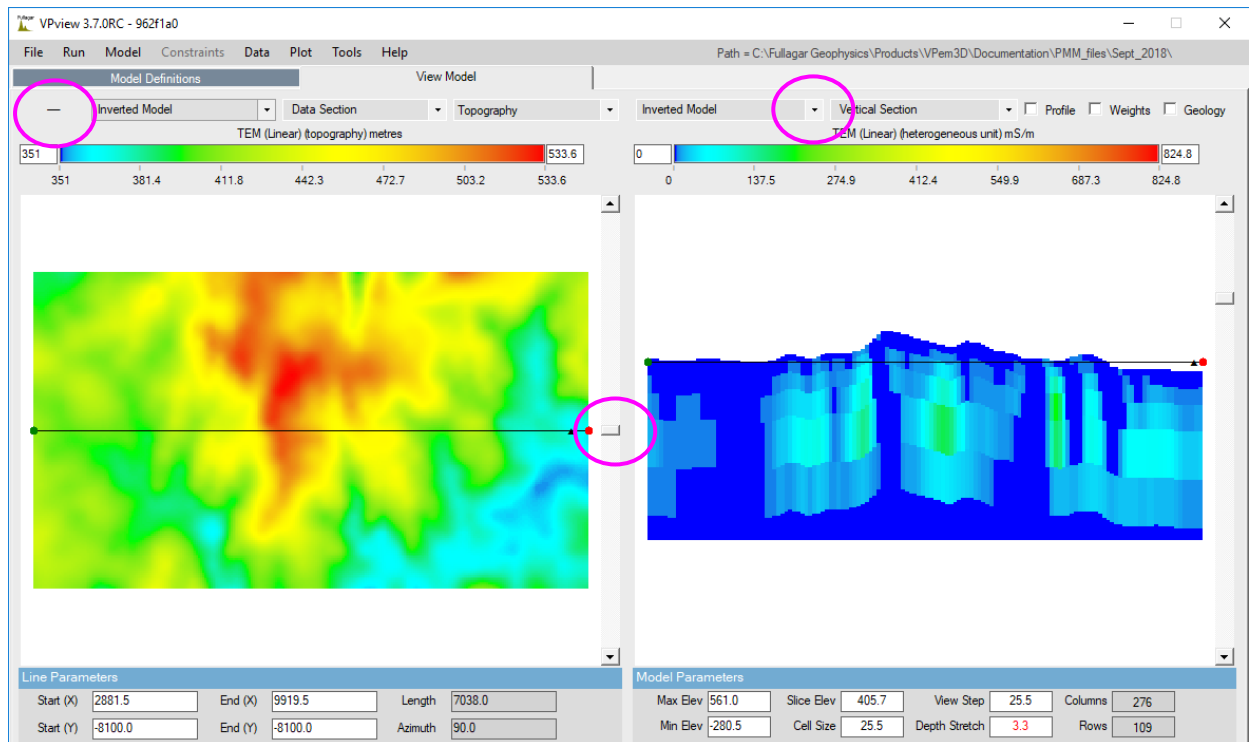 Fullagar
VPview 3.7.0RC - 962f1a0
File Run Model Constraints Data Plot Tools Help
Path = C:\Fullagar Geophysics\Products\VPem3D\Documentation\PMM_files\Sept_2018\
Model Definitions View Model
Inverted Model Data Section Topography
Inverted Model Vertical Section Profile Weights Geology
TEM (Linear) (topography) metres
TEM (Linear) (heterogeneous unit) mS/m
351 533.6
0 824.8
351 381.4 411.8 442.3 472.7 503.2 533.6
0 137.5 274.9 412.4 549.9 687.3 824.8
Line Parameters
Start (X) 2881.5 End (X) 9919.5 Length 7038.0
Start (Y) -8100.0 End (Y) -8100.0 Azimuth 90.0
Model Parameters
Max Elev 561.0 Slice Elev 405.7 View Step 25.5 Columns 276
Min Elev -280.5 Cell Size 25.5 Depth Stretch 3.3 Rows 109